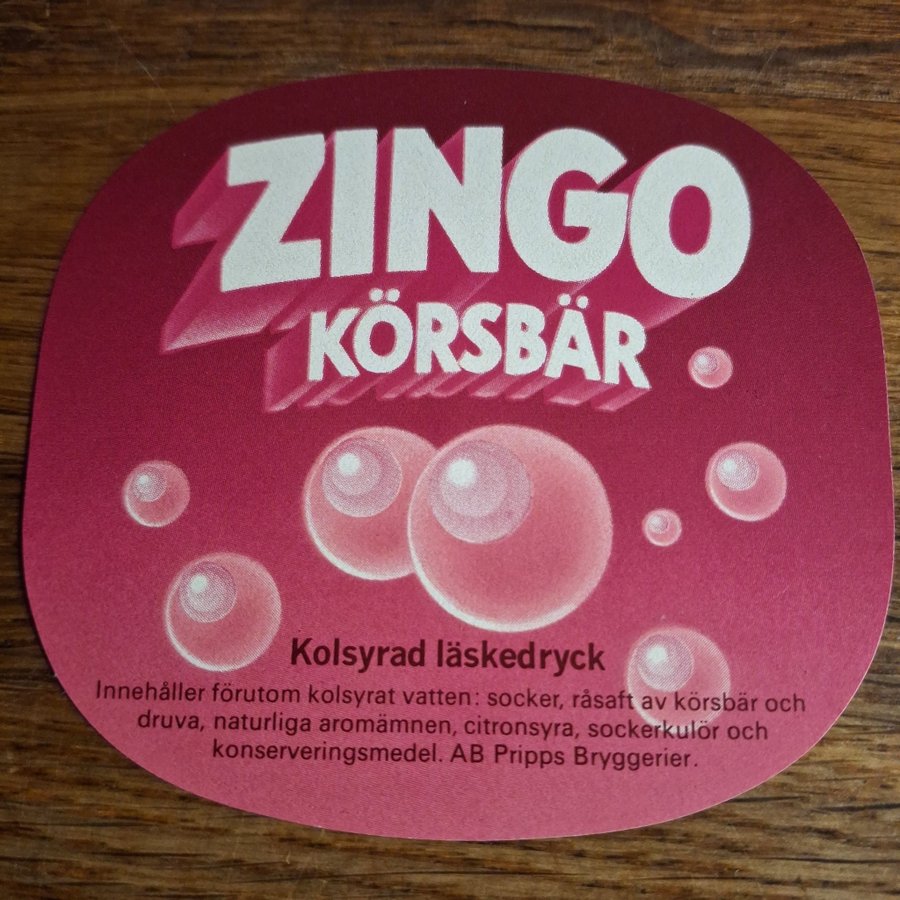 ZINGO
KÖRSBÄR
Kolsyrad läskedryck
Innehåller förutom kolsyrat vatten: socker, råsaft av körsbär och
druva, naturliga aromämnen, citronsyra, sockerkulör och
konserveringsmedel. AB Pripps Bryggerier.